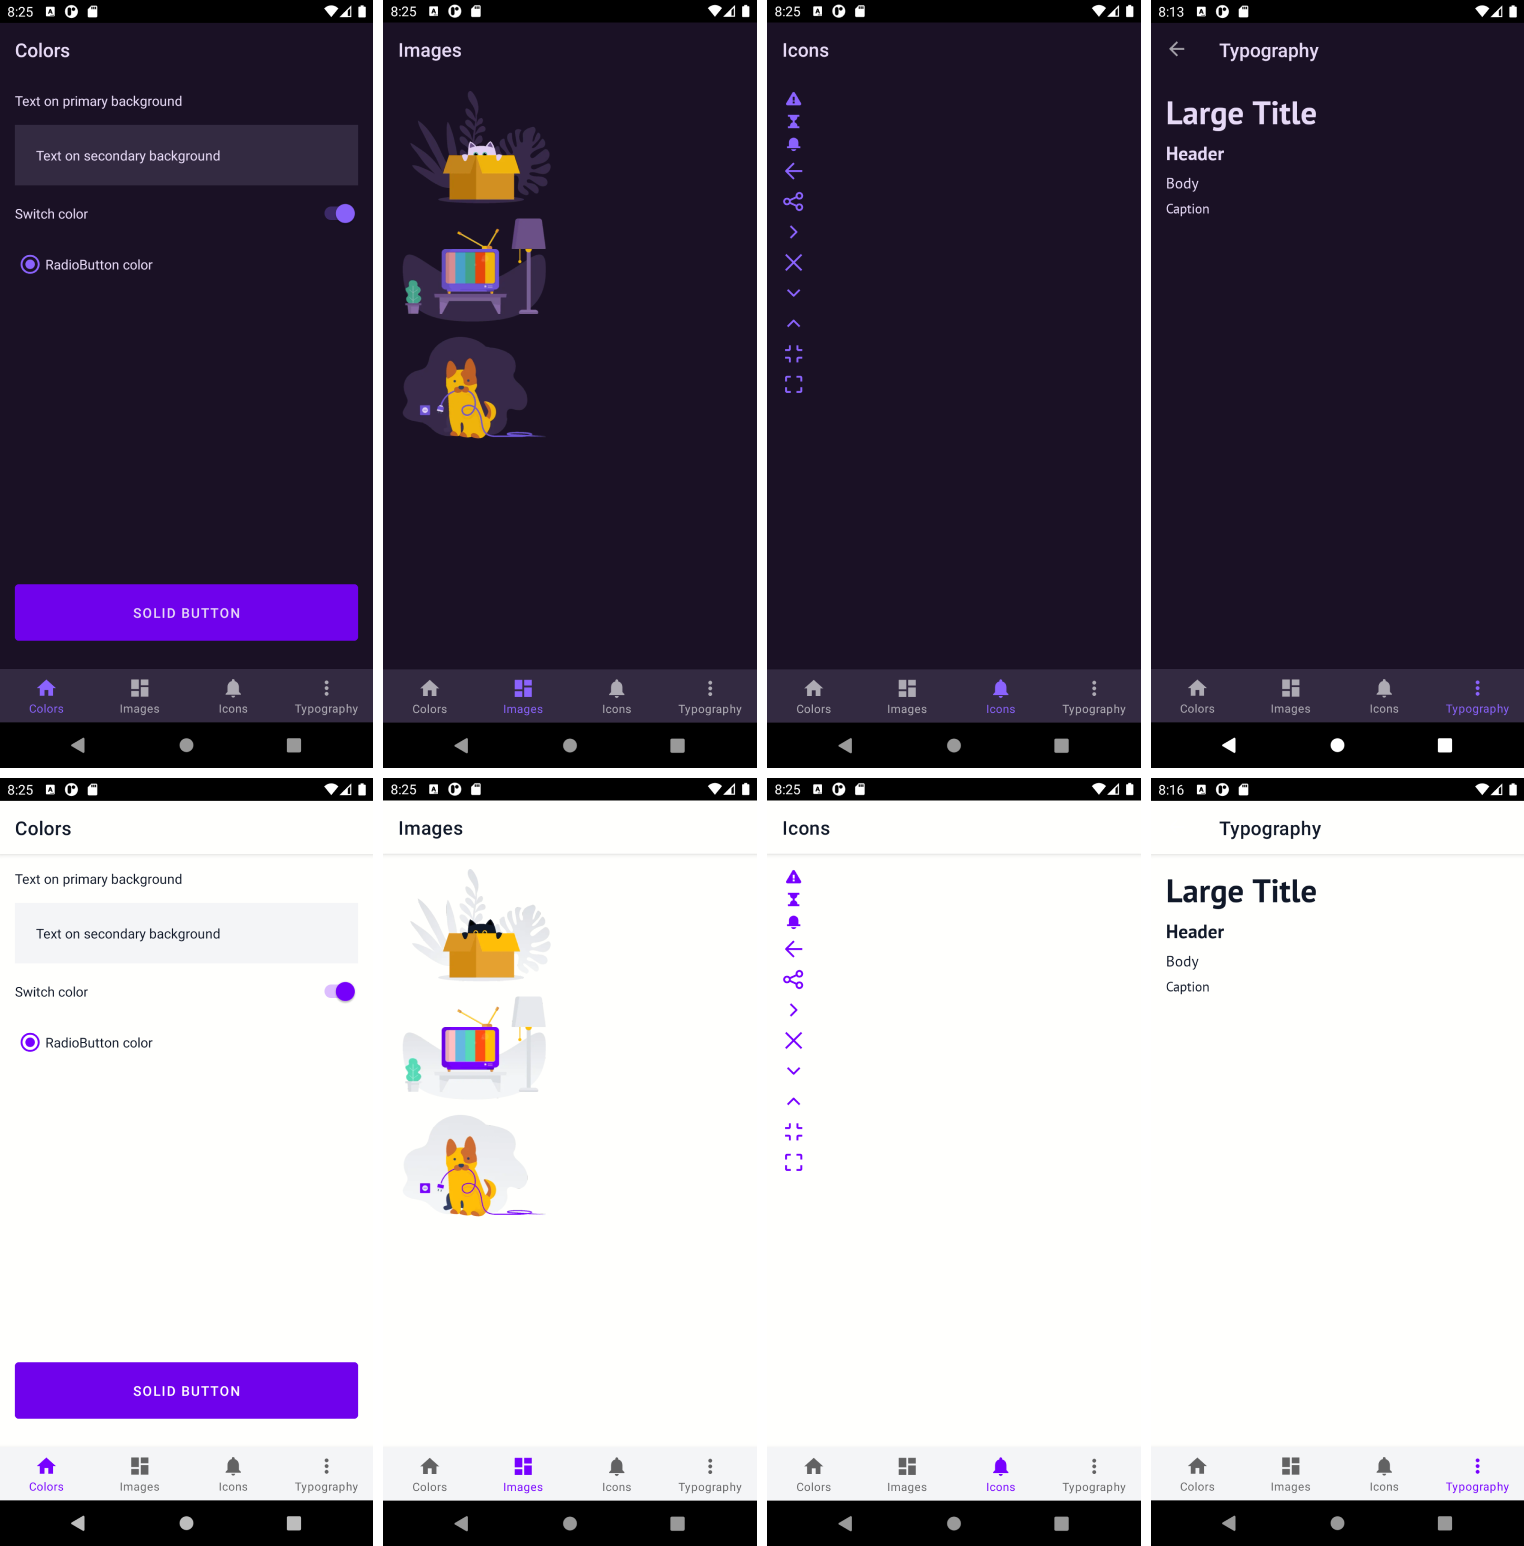 8:25
Colors
Text on primary background
Text on secondary background
Switch color
RadioButton color
SOLID BUTTON
Colors Images Icons Typography
8:25
Images
Colors Images Icons Typography
8:25
Icons
Colors Images Icons Typography
8:13
Typography
Large Title
Header
Body
Caption
Colors Images Icons Typography
8:25
Colors
Text on primary background
Text on secondary background
Switch color
RadioButton color
SOLID BUTTON
Colors Images Icons Typography
8:25
Images
Colors Images Icons Typography
8:25
Icons
Colors Images Icons Typography
8:16
Typography
Large Title
Header
Body
Caption
Colors Images Icons Typography